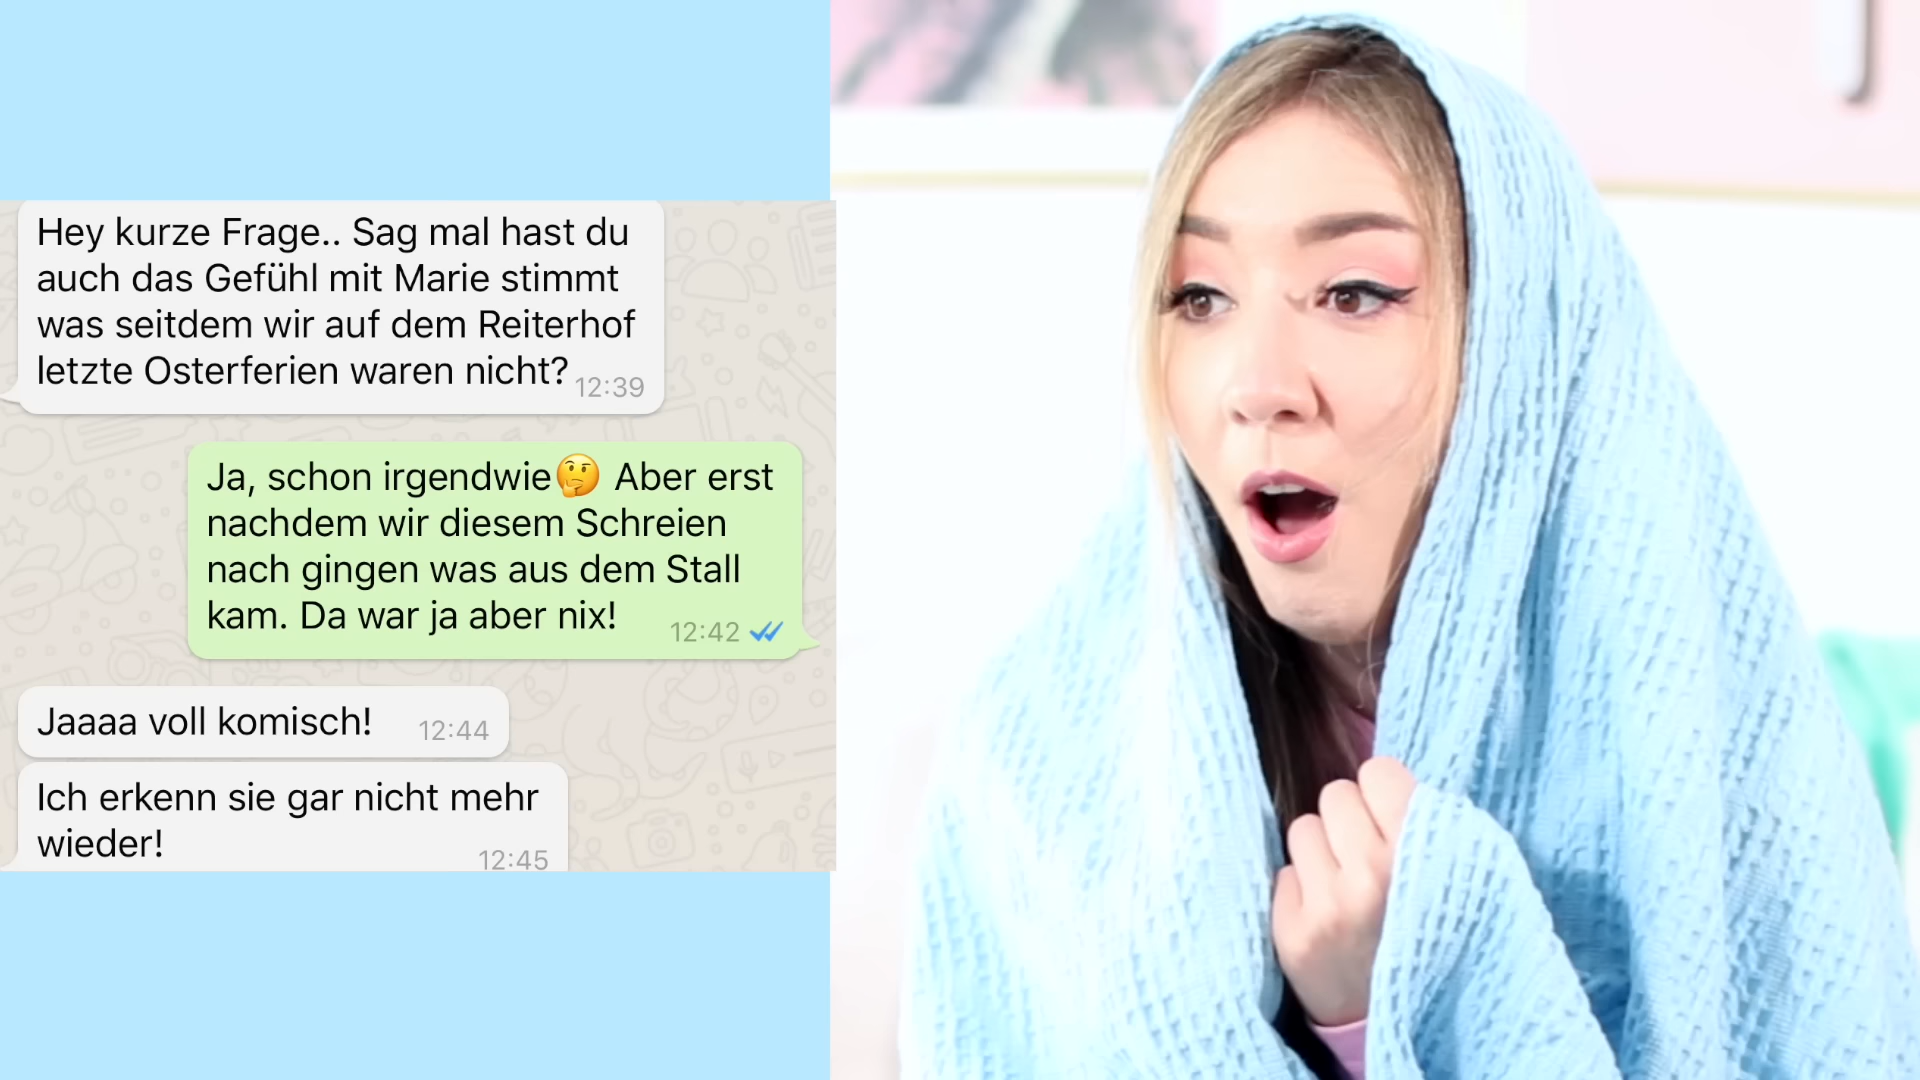 Hey kurze Frage.. Sag mal hast du
auch das Gefühl mit Marie stimmt
was seitdem wir auf dem Reiterhof
letzte Osterferien waren nicht? 12:39
Ja, schon irgendwie🤔 Aber erst
nachdem wir diesem Schreien
nach gingen was aus dem Stall
kam. Da war ja aber nix! 12:42
Jaaaa voll komisch! 12:44
Ich erkenn sie gar nicht mehr
wieder! 12:45